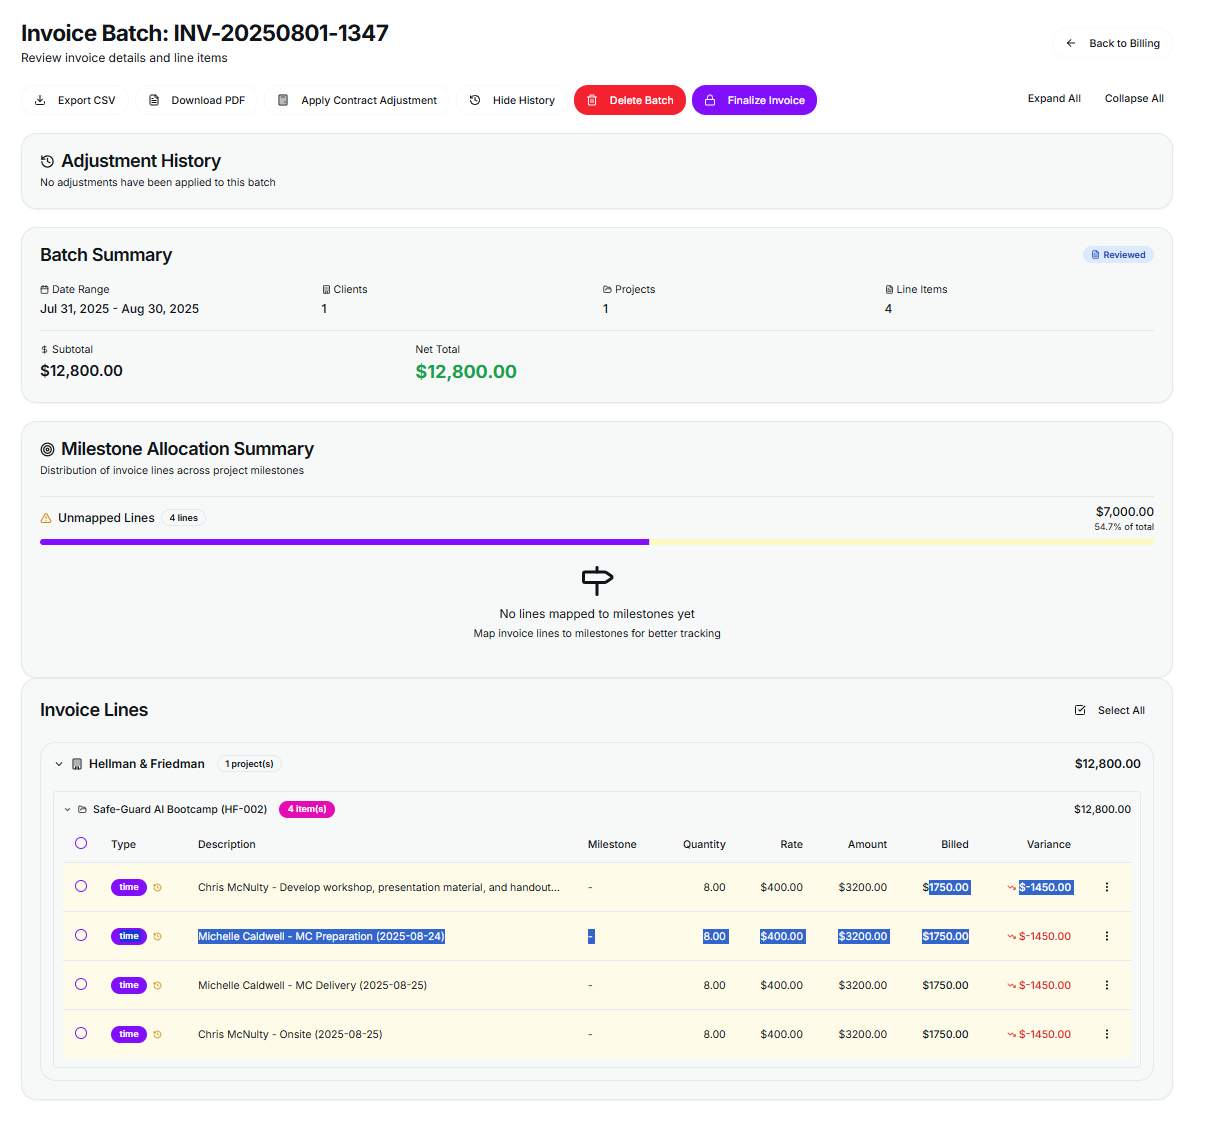 Invoice Batch: INV-20250801-1347
Review invoice details and line items
Back to Billing
Export CSV Download PDF Apply Contract Adjustment Hide History Delete Batch Finalize Invoice Expand All Collapse All
Adjustment History
No adjustments have been applied to this batch
Batch Summary Reviewed
Date Range Clients Projects Line Items
Jul 31, 2025 - Aug 30, 2025 1 1 4
$ Subtotal Net Total
$12,800.00 $12,800.00
Milestone Allocation Summary
Distribution of invoice lines across project milestones
Unmapped Lines 4 lines $7,000.00
54.7% of total
No lines mapped to milestones yet
Map invoice lines to milestones for better tracking
Invoice Lines Select All
Hellman & Friedman 1 project(s) $12,800.00
Safe-Guard AI Bootcamp (HF-002) 4 item(s) $12,800.00
Type Description Milestone Quantity Rate Amount Billed Variance
time Chris McNulty - Develop workshop, presentation material, and handout... - 8.00 $400.00 $3200.00 $1750.00 $-1450.00
time Michelle Caldwell - MC Preparation (2025-08-24) - 8.00 $400.00 $3200.00 $1750.00 $-1450.00
time Michelle Caldwell - MC Delivery (2025-08-25) - 8.00 $400.00 $3200.00 $1750.00 $-1450.00
time Chris McNulty - Onsite (2025-08-25) - 8.00 $400.00 $3200.00 $1750.00 $-1450.00